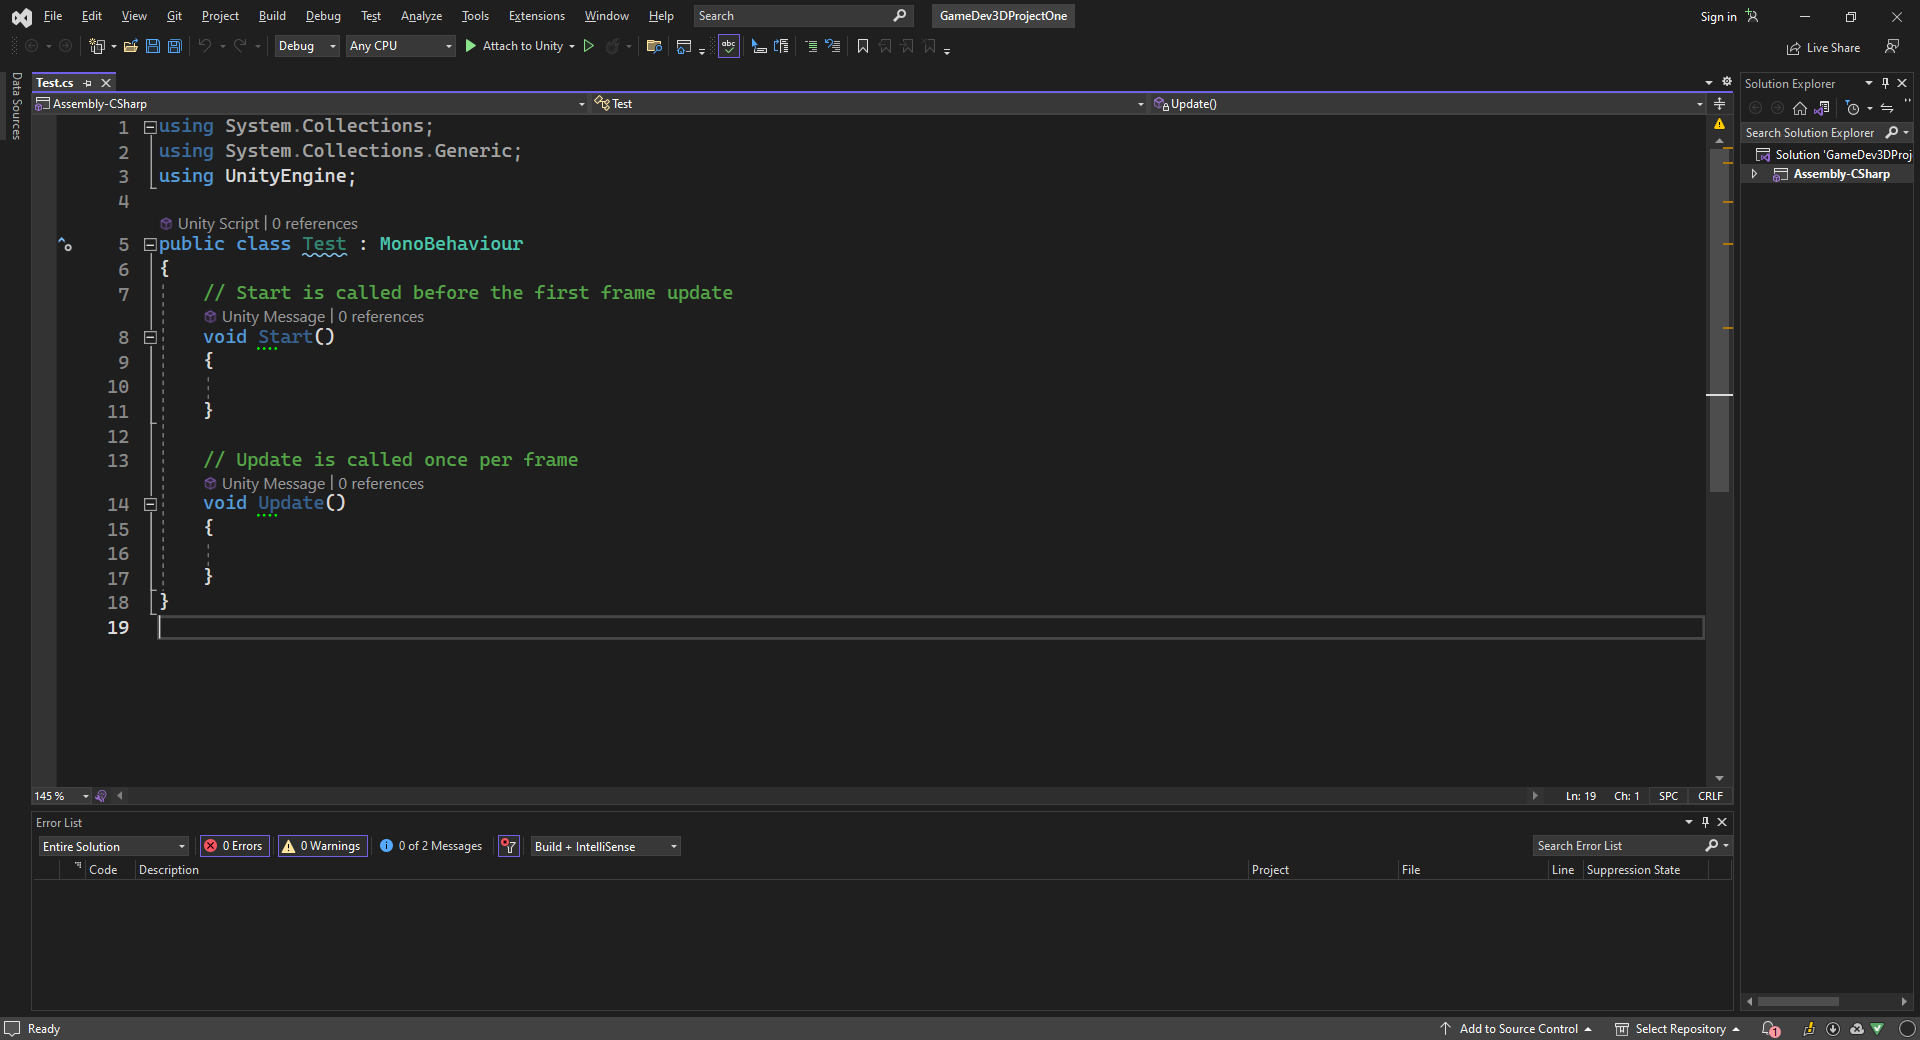 File Edit View Git Project Build Debug Test Analyze Tools Extensions Window Help Search GameDev3DProjectOne Sign in
Debug Any CPU Attach to Unity abc Live Share
Data Sources
Test.cs
Assembly-CSharp Test Update()
1 using System.Collections;
2 using System.Collections.Generic;
3 using UnityEngine;
4
Unity Script | 0 references
5 public class Test : MonoBehaviour
6 {
7 // Start is called before the first frame update
Unity Message | 0 references
8 void Start()
9 {
10
11 }
12
13 // Update is called once per frame
Unity Message | 0 references
14 void Update()
15 {
16
17 }
18 }
19
145 % Ln: 19 Ch: 1 SPC CRLF
Solution Explorer
Search Solution Explorer
Solution 'GameDev3DProj
Assembly-CSharp
Error List
Entire Solution 0 Errors 0 Warnings 0 of 2 Messages Build + IntelliSense Search Error List
Code Description Project File Line Suppression State
Ready Add to Source Control Select Repository 1